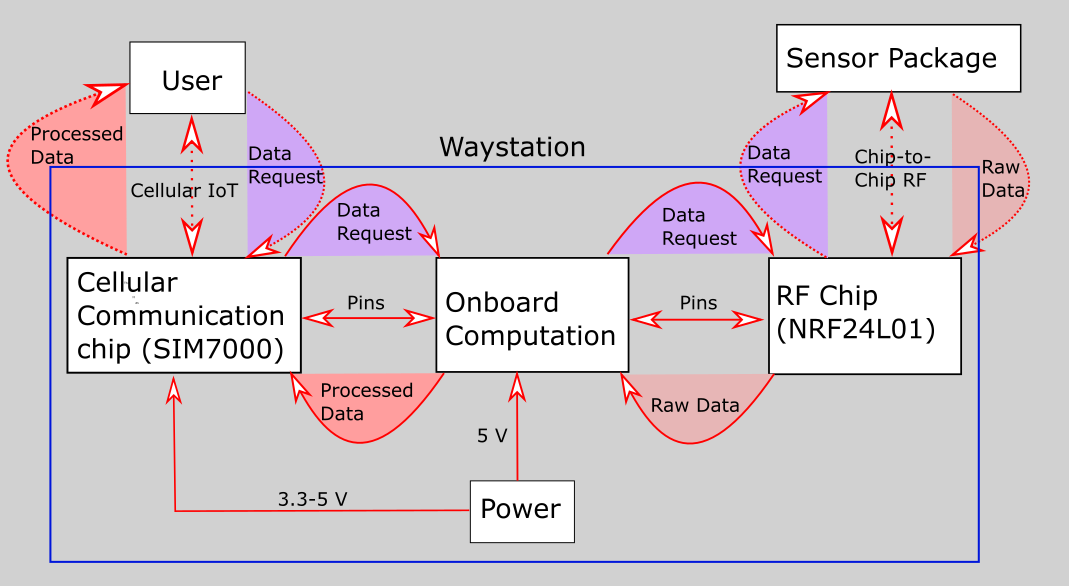 User
Sensor Package
Processed
Data
Data
Request
Cellular IoT
Waystation
Data
Request
Chip-to-
Chip RF
Raw
Data
Data
Request
Data
Request
Cellular
Communication
chip (SIM7000)
Pins
Onboard
Computation
Pins
RF Chip
(NRF24L01)
Processed
Data
Raw Data
5 V
3.3-5 V
Power